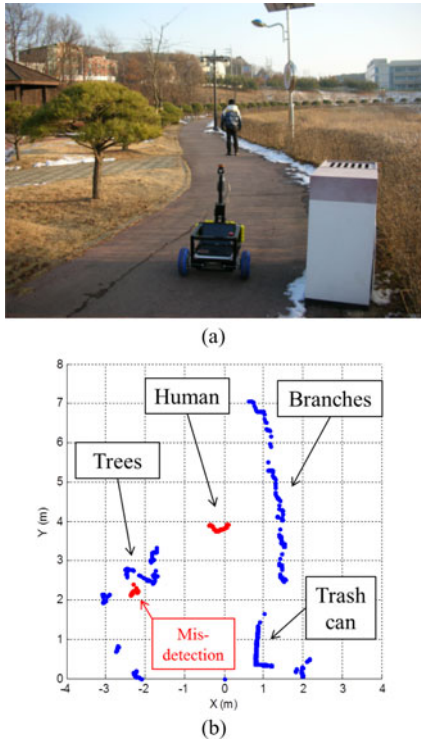 (a)
8
7
6
5
4
3
2
1
0
Y (m)
Human
Branches
Trees
Mis-
detection
Trash
can
-4 -3 -2 -1 0 1 2 3 4
X (m)
(b)